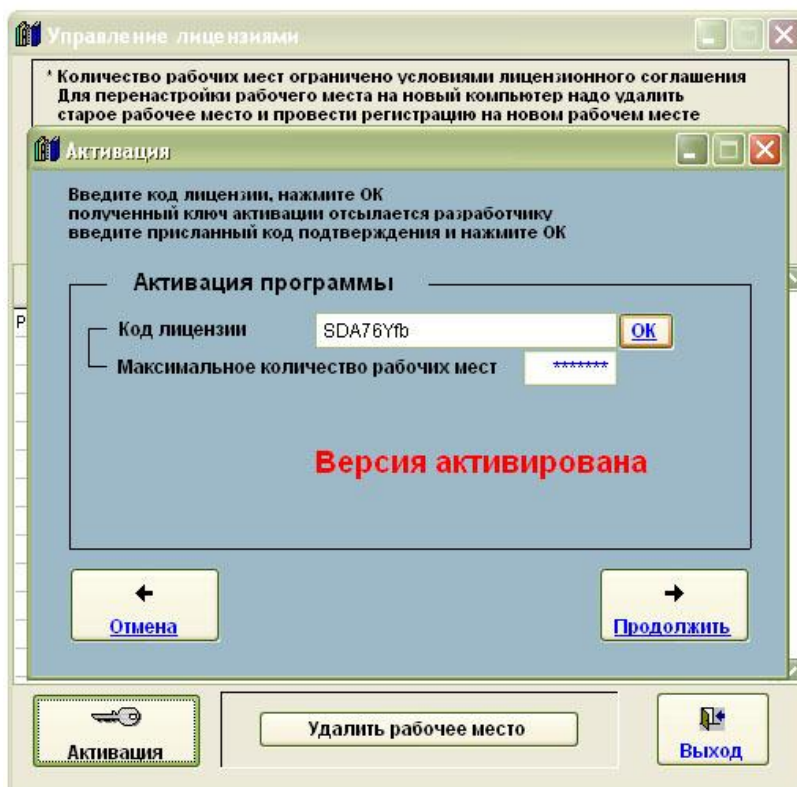 Управление лицензиями
* Количество рабочих мест ограничено условиями лицензионного соглашения
Для перенастройки рабочего места на новый компьютер надо удалить
старое рабочее место и провести регистрацию на новом рабочем месте
Активация
Введите код лицензии, нажмите ОК
полученный ключ активации отсылается разработчику
введите присланный код подтверждения и нажмите ОК
Активация программы
Р
Код лицензии SDA76Yfb ОК
Максимальное количество рабочих мест *******
Версия активирована
Отмена
Продолжить
Активация
Удалить рабочее место
Выход